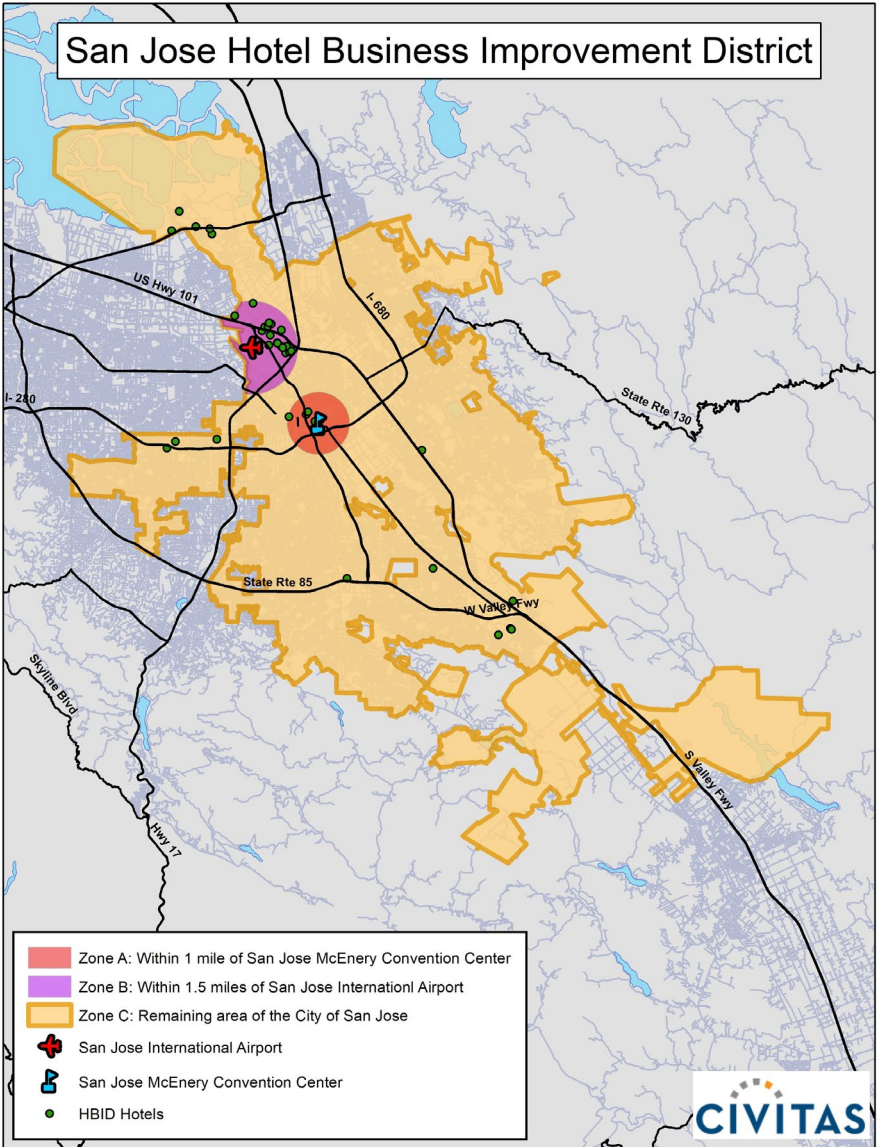 San Jose Hotel Business Improvement District
US Hwy 101
I- 680
I- 280
State Rte 130
State Rte 85
W Valley Fwy
Skyline Blvd
S Valley Fwy
Hwy 17
Zone A: Within 1 mile of San Jose McEnery Convention Center
Zone B: Within 1.5 miles of San Jose Internationl Airport
Zone C: Remaining area of the City of San Jose
San Jose International Airport
San Jose McEnery Convention Center
HBID Hotels
CIVITAS